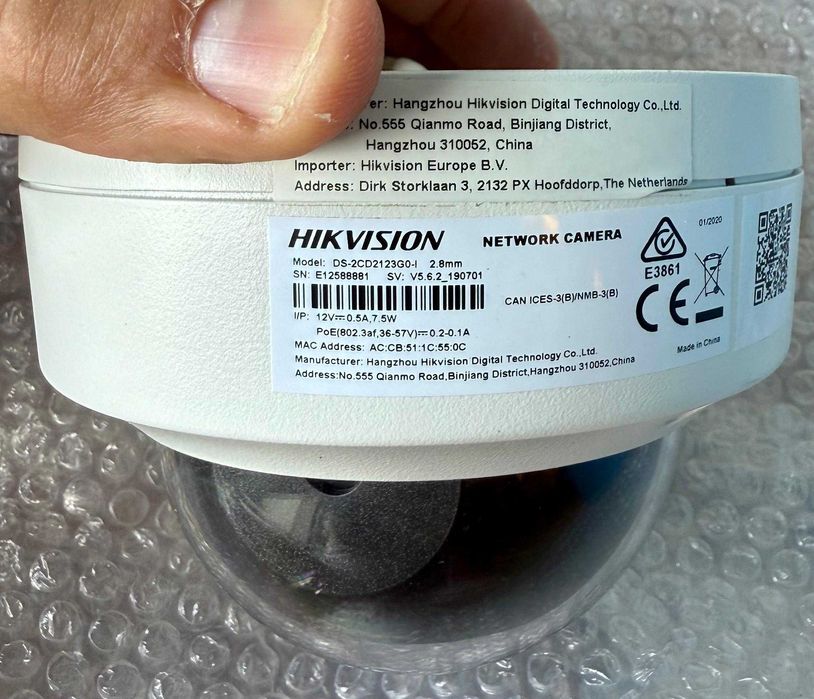 er: Hangzhou Hikvision Digital Technology Co.,Ltd.
: No.555 Qianmo Road, Binjiang District,
Hangzhou 310052, China
Importer: Hikvision Europe B.V.
Address: Dirk Storklaan 3, 2132 PX Hoofddorp,The Netherlands
HIKVISION NETWORK CAMERA
01/2020
Model: DS-2CD2123G0-I 2.8mm
E3861
SN: E12588881 SV: V5.6.2_190701
CAN ICES-3(B)/NMB-3(B)
CE
I/P: 12V⎓0.5A,7.5W
PoE(802.3af,36-57V)⎓0.2-0.1A
MAC Address: AC:CB:51:1C:55:0C
Made in China
Manufacturer: Hangzhou Hikvision Digital Technology Co.,Ltd.
Address:No.555 Qianmo Road,Binjiang District,Hangzhou 310052,China